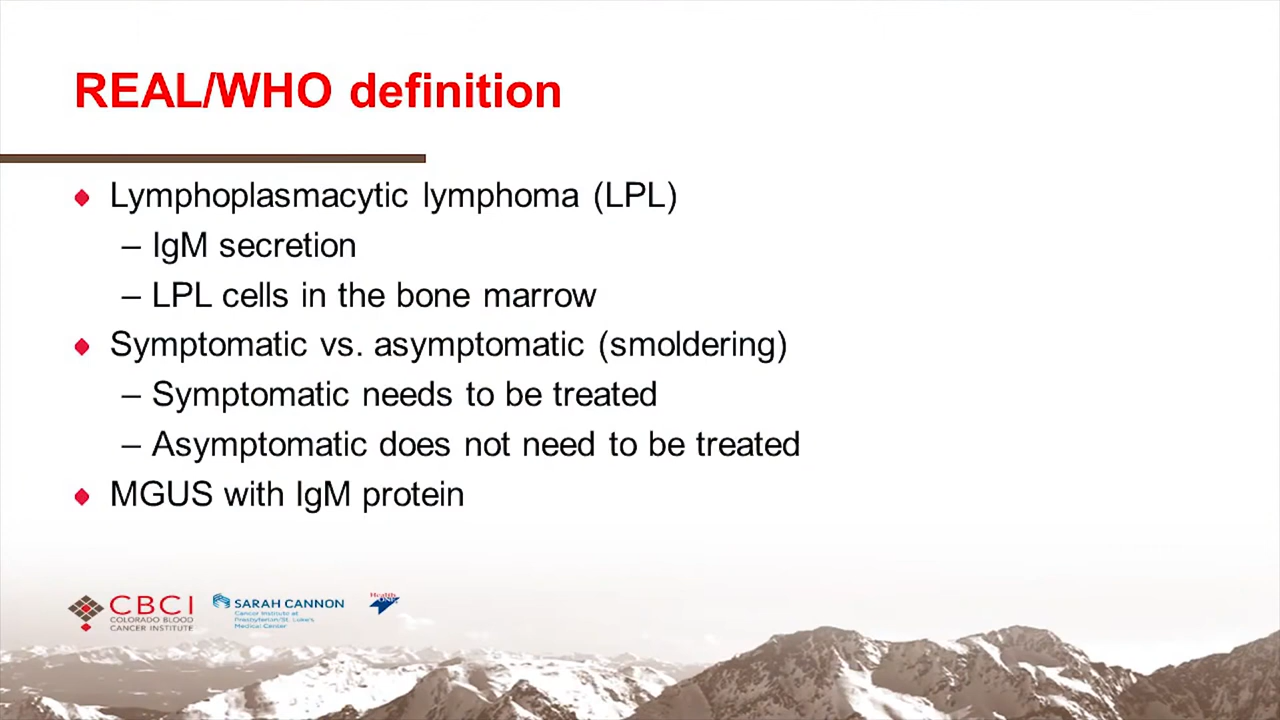 REAL/WHO definition
Lymphoplasmacytic lymphoma (LPL)
– IgM secretion
– LPL cells in the bone marrow
Symptomatic vs. asymptomatic (smoldering)
– Symptomatic needs to be treated
– Asymptomatic does not need to be treated
MGUS with IgM protein
CBCI
COLORADO BLOOD
CANCER INSTITUTE
SARAH CANNON
Cancer Institute at
Presbyterian/St. Luke's
Medical Center
Health
ONE